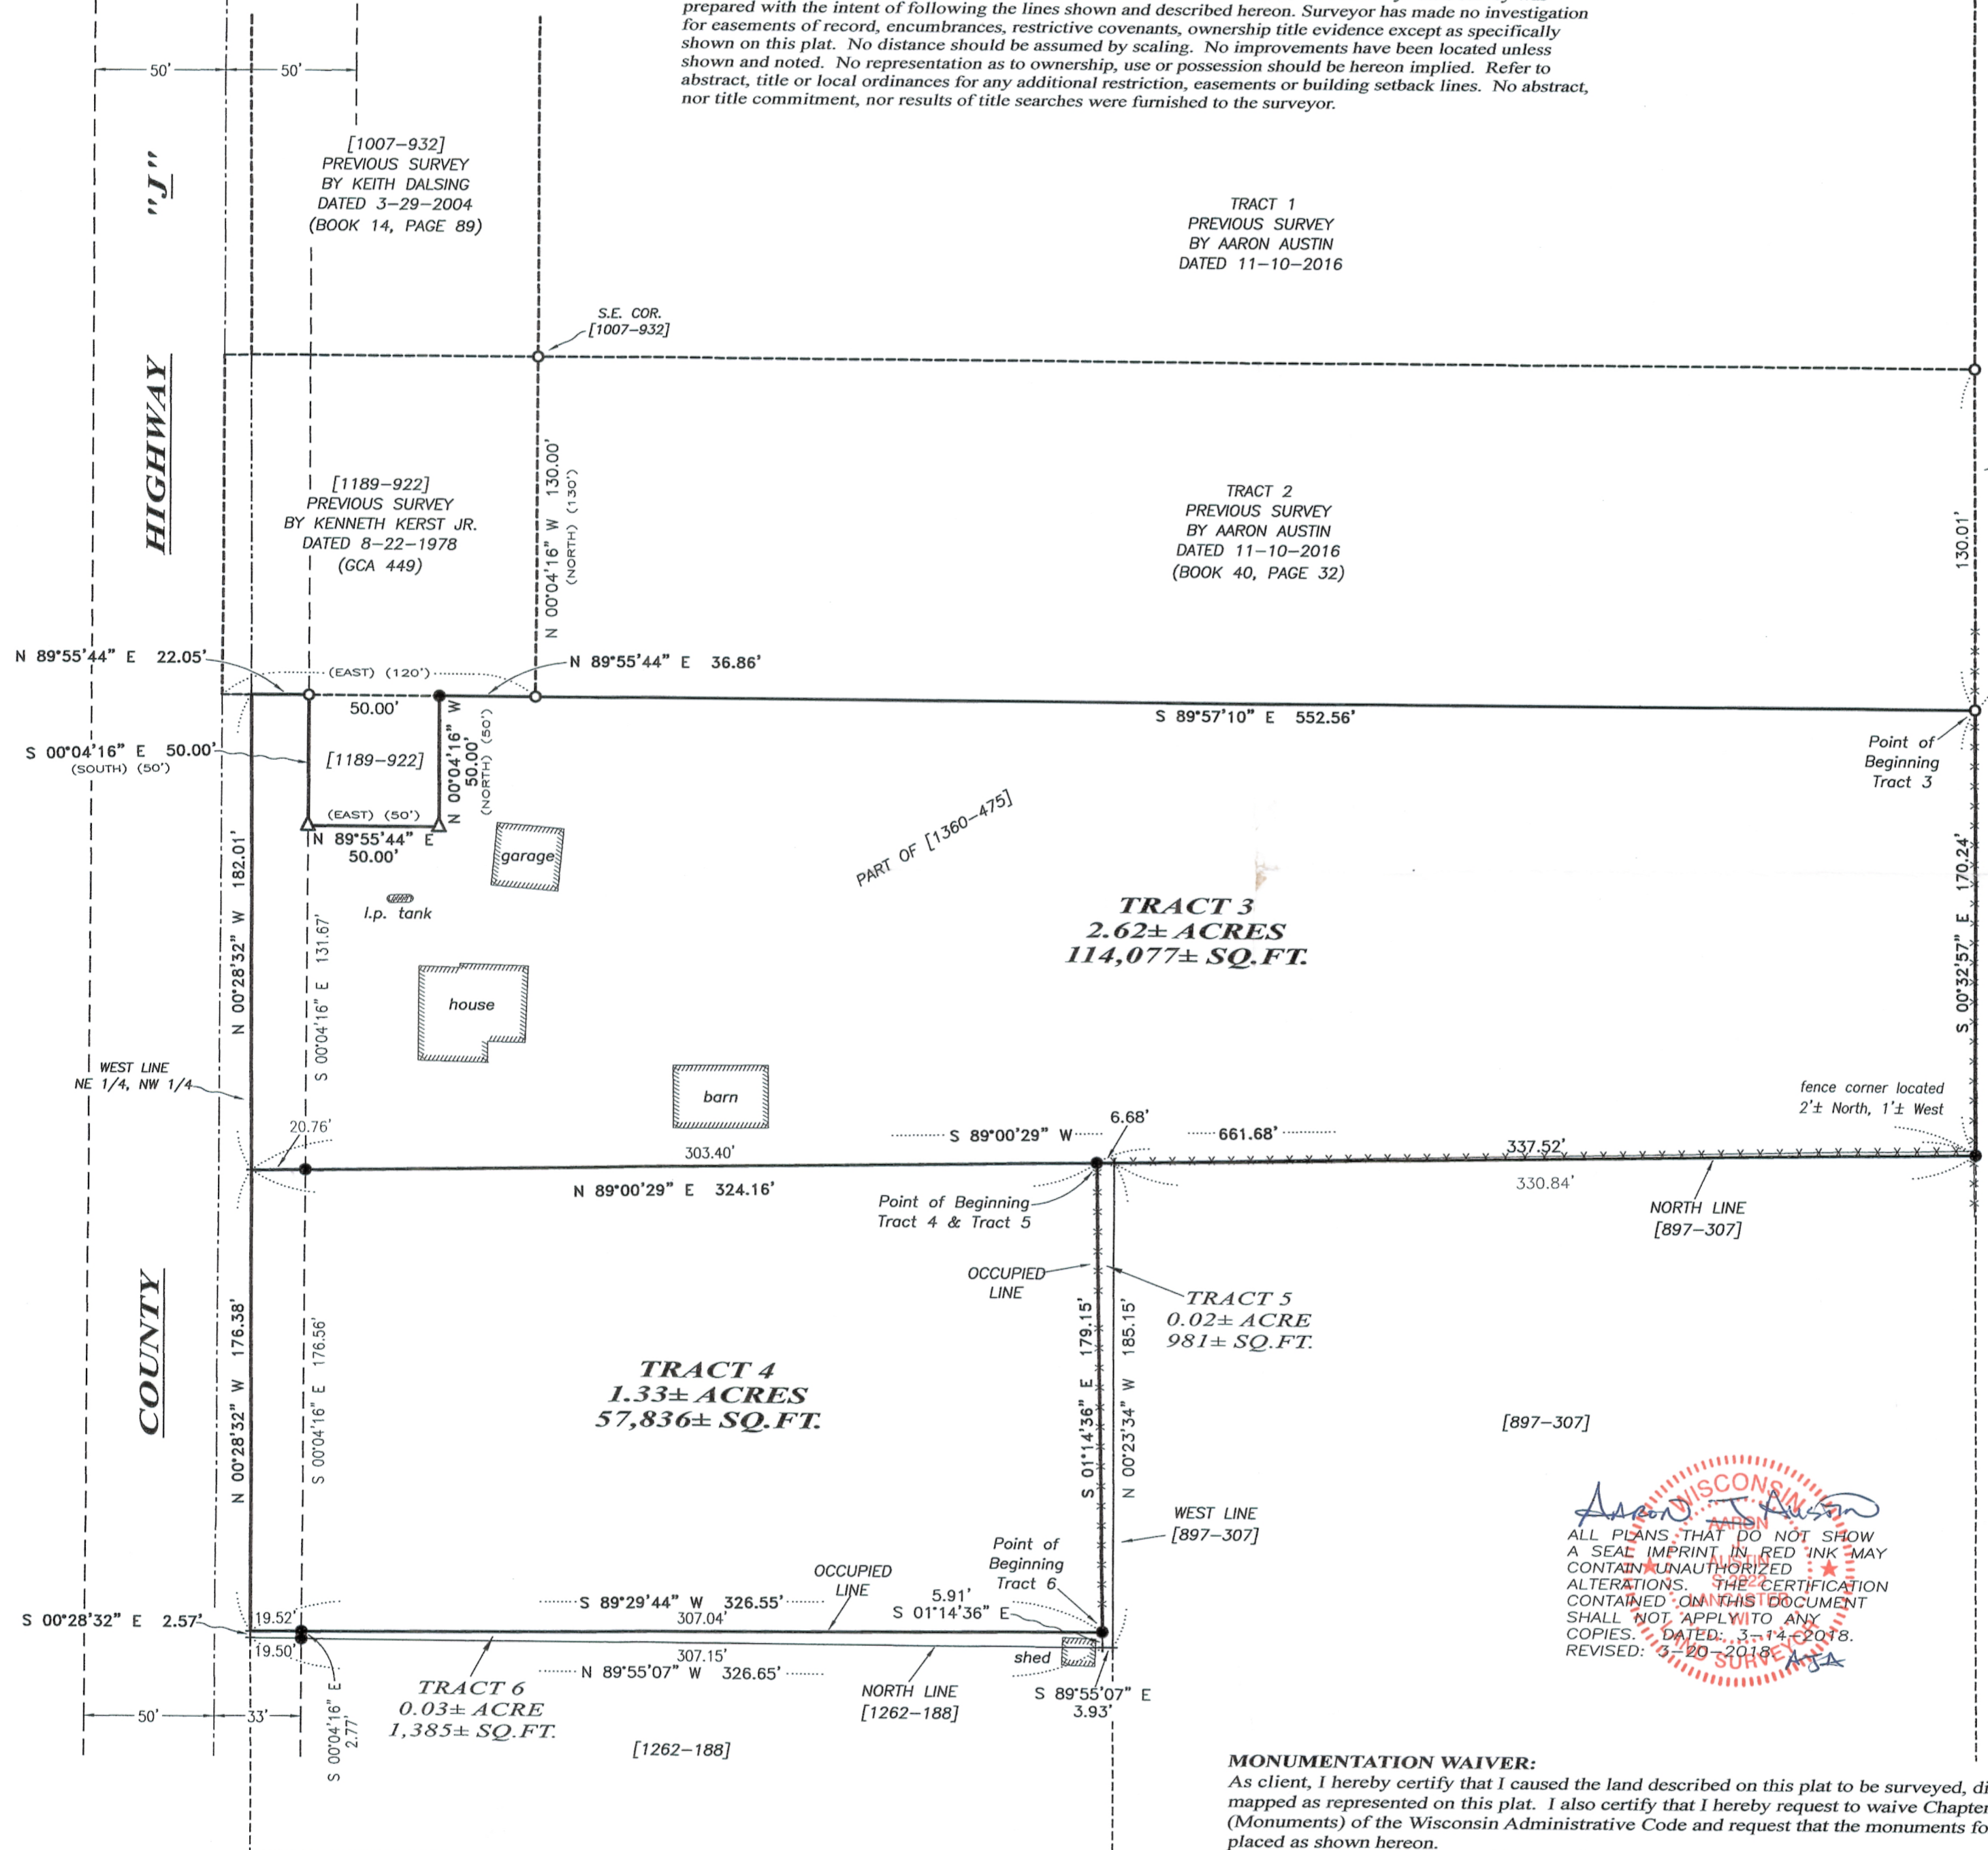 prepared with the intent of following the lines shown and described hereon. Surveyor has made no investigation
for easements of record, encumbrances, restrictive covenants, ownership title evidence except as specifically
shown on this plat. No distance should be assumed by scaling. No improvements have been located unless
shown and noted. No representation as to ownership, use or possession should be hereon implied. Refer to
abstract, title or local ordinances for any additional restriction, easements or building setback lines. No abstract,
nor title commitment, nor results of title searches were furnished to the surveyor.
50'
50'
"J"
[1007-932]
PREVIOUS SURVEY
BY KEITH DALSING
DATED 3-29-2004
(BOOK 14, PAGE 89)
TRACT 1
PREVIOUS SURVEY
BY AARON AUSTIN
DATED 11-10-2016
S.E. COR.
[1007-932]
HIGHWAY
[1189-922]
PREVIOUS SURVEY
BY KENNETH KERST JR.
DATED 8-22-1978
(GCA 449)
N 00°04'16" W 130.00'
(NORTH) (130')
TRACT 2
PREVIOUS SURVEY
BY AARON AUSTIN
DATED 11-10-2016
(BOOK 40, PAGE 32)
130.01'
N 89°55'44" E 22.05'
(EAST) (120')
N 89°55'44" E 36.86'
50.00'
S 89°57'10" E 552.56'
S 00°04'16" E 50.00'
(SOUTH) (50')
[1189-922]
N 00°04'16" W
50.00'
(NORTH) (50')
Point of
Beginning
Tract 3
(EAST) (50')
N 89°55'44" E
50.00'
garage
PART OF [1360-475]
N 00°28'32" W 182.01'
l.p. tank
S 00°04'16" E 131.67'
TRACT 3
2.62± ACRES
114,077± SQ.FT.
S 00°32'57" E 170.24'
house
WEST LINE
NE 1/4, NW 1/4
barn
fence corner located
2'± North, 1'± West
20.76'
303.40'
S 89°00'29" W
6.68'
661.68'
337.52'
N 89°00'29" E 324.16'
330.84'
Point of Beginning
Tract 4 & Tract 5
NORTH LINE
[897-307]
COUNTY
OCCUPIED
LINE
TRACT 5
0.02± ACRE
981± SQ.FT.
N 00°28'32" W 176.38'
S 00°04'16" E 176.56'
TRACT 4
1.33± ACRES
57,836± SQ.FT.
S 01°14'36" E 179.15'
N 00°23'34" W 185.15'
[897-307]
WEST LINE
[897-307]
Aaron J Austin
WISCONSIN
AARON
J.
AUSTIN
S-2922
LANCASTER
WI
LAND SURVEYOR
ALL PLANS THAT DO NOT SHOW
A SEAL IMPRINT IN RED INK MAY
CONTAIN UNAUTHORIZED
ALTERATIONS. THE CERTIFICATION
CONTAINED ON THIS DOCUMENT
SHALL NOT APPLY TO ANY
COPIES. DATED: 3-14-2018.
REVISED: 3-20-2018 AJA
Point of
Beginning
Tract 6
OCCUPIED
LINE
S 89°29'44" W 326.55'
5.91'
S 01°14'36" E
S 00°28'32" E 2.57'
19.52'
307.04'
19.50'
307.15'
shed
N 89°55'07" W 326.65'
S 89°55'07" E
3.93'
TRACT 6
0.03± ACRE
1,385± SQ.FT.
NORTH LINE
[1262-188]
50'
33'
S 00°04'16" E
2.77'
[1262-188]
MONUMENTATION WAIVER:
As client, I hereby certify that I caused the land described on this plat to be surveyed, di
mapped as represented on this plat. I also certify that I hereby request to waive Chapter
(Monuments) of the Wisconsin Administrative Code and request that the monuments fo
placed as shown hereon.